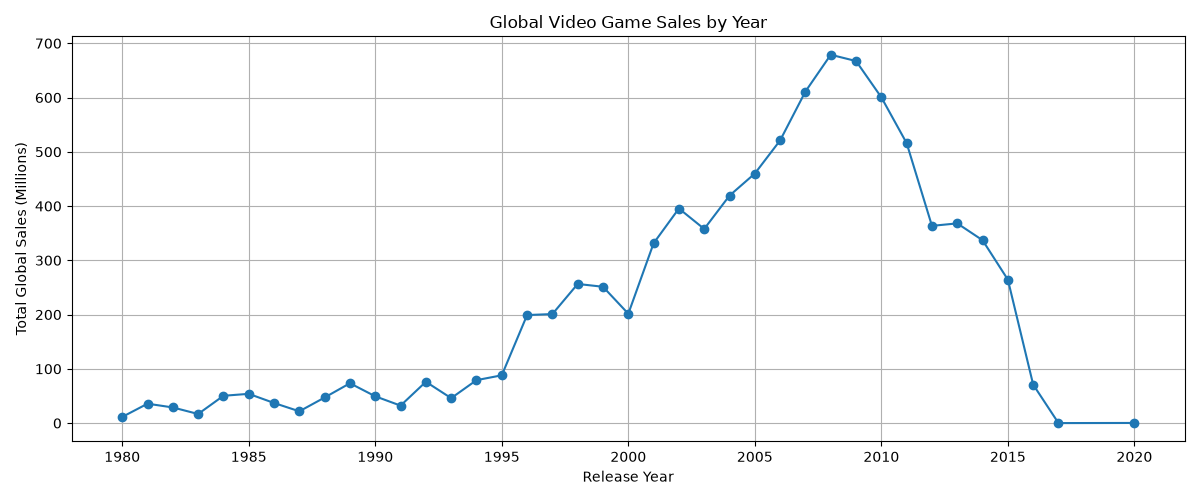 Global Video Game Sales by Year
Total Global Sales (Millions)
700
600
500
400
300
200
100
0
1980 1985 1990 1995 2000 2005 2010 2015 2020
Release Year